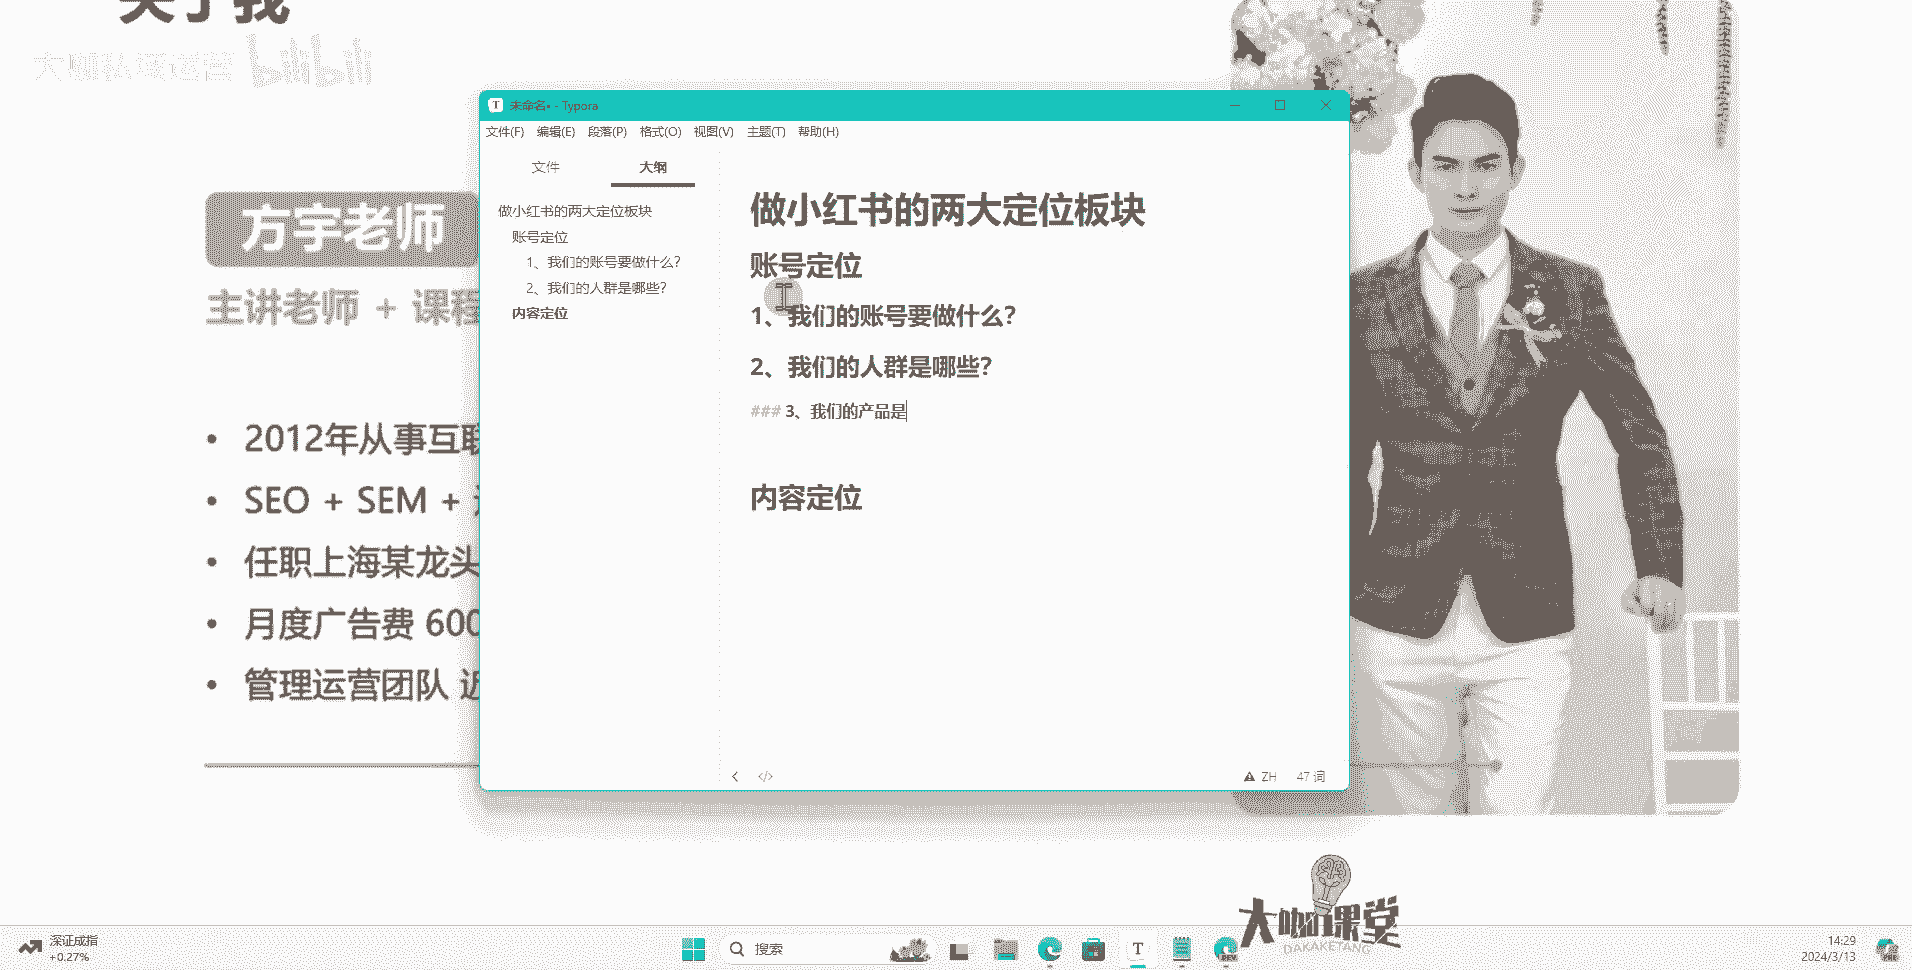 关于我
大咖私域运营 bilibili
方宇老师
主讲老师 + 课程
2012年从事互联
SEO + SEM +
任职上海某龙头
月度广告费 600
管理运营团队 近
未命名• - Typora
文件(F) 编辑(E) 段落(P) 格式(O) 视图(V) 主题(T) 帮助(H)
文件 大纲
做小红书的两大定位板块
账号定位
1、我们的账号要做什么?
2、我们的人群是哪些?
内容定位
做小红书的两大定位板块
账号定位
1、我们的账号要做什么?
2、我们的人群是哪些?
### 3、我们的产品是
内容定位
</> ZH 47 词
大咖课堂
DAKAKETANG
深证成指
+0.27%
搜索
T
DEV
14:29
2024/3/13
PRE